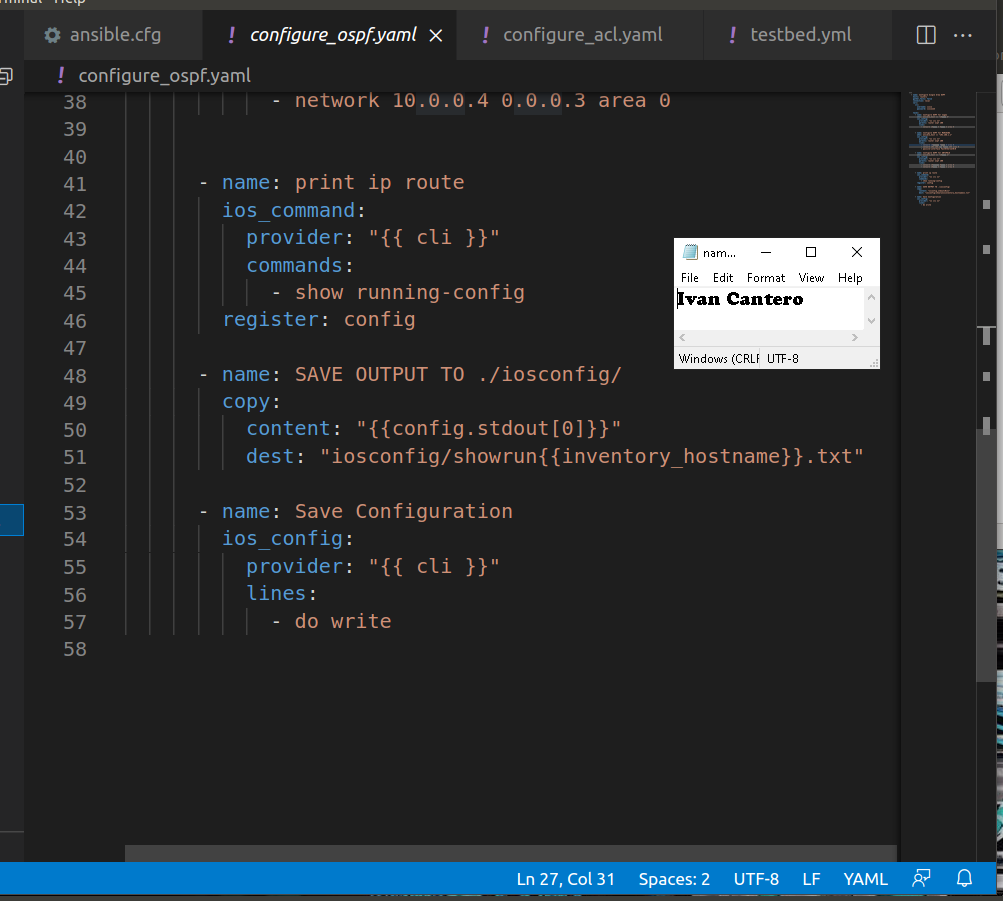 ansible.cfg ! configure_ospf.yaml ! configure_acl.yaml ! testbed.yml ...
! configure_ospf.yaml
38 - network 10.0.0.4 0.0.0.3 area 0
39
40
41 - name: print ip route
42 ios_command:
43 provider: "{{ cli }}"
44 commands:
45 - show running-config
46 register: config
47
48 - name: SAVE OUTPUT TO ./iosconfig/
49 copy:
50 content: "{{config.stdout[0]}}"
51 dest: "iosconfig/showrun{{inventory_hostname}}.txt"
52
53 - name: Save Configuration
54 ios_config:
55 provider: "{{ cli }}"
56 lines:
57 - do write
58
nam...
File Edit Format View Help
Ivan Cantero
Windows (CRLF UTF-8
Ln 27, Col 31 Spaces: 2 UTF-8 LF YAML